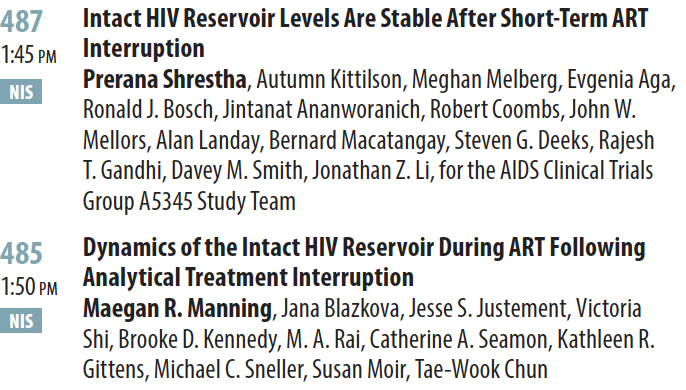 487
1:45 PM
NIS
Intact HIV Reservoir Levels Are Stable After Short-Term ART
Interruption
Prerana Shrestha, Autumn Kittilson, Meghan Melberg, Evgenia Aga,
Ronald J. Bosch, Jintanat Ananworanich, Robert Coombs, John W.
Mellors, Alan Landay, Bernard Macatangay, Steven G. Deeks, Rajesh
T. Gandhi, Davey M. Smith, Jonathan Z. Li, for the AIDS Clinical Trials
Group A5345 Study Team
485
1:50 PM
NIS
Dynamics of the Intact HIV Reservoir During ART Following
Analytical Treatment Interruption
Maegan R. Manning, Jana Blazkova, Jesse S. Justement, Victoria
Shi, Brooke D. Kennedy, M. A. Rai, Catherine A. Seamon, Kathleen R.
Gittens, Michael C. Sneller, Susan Moir, Tae-Wook Chun